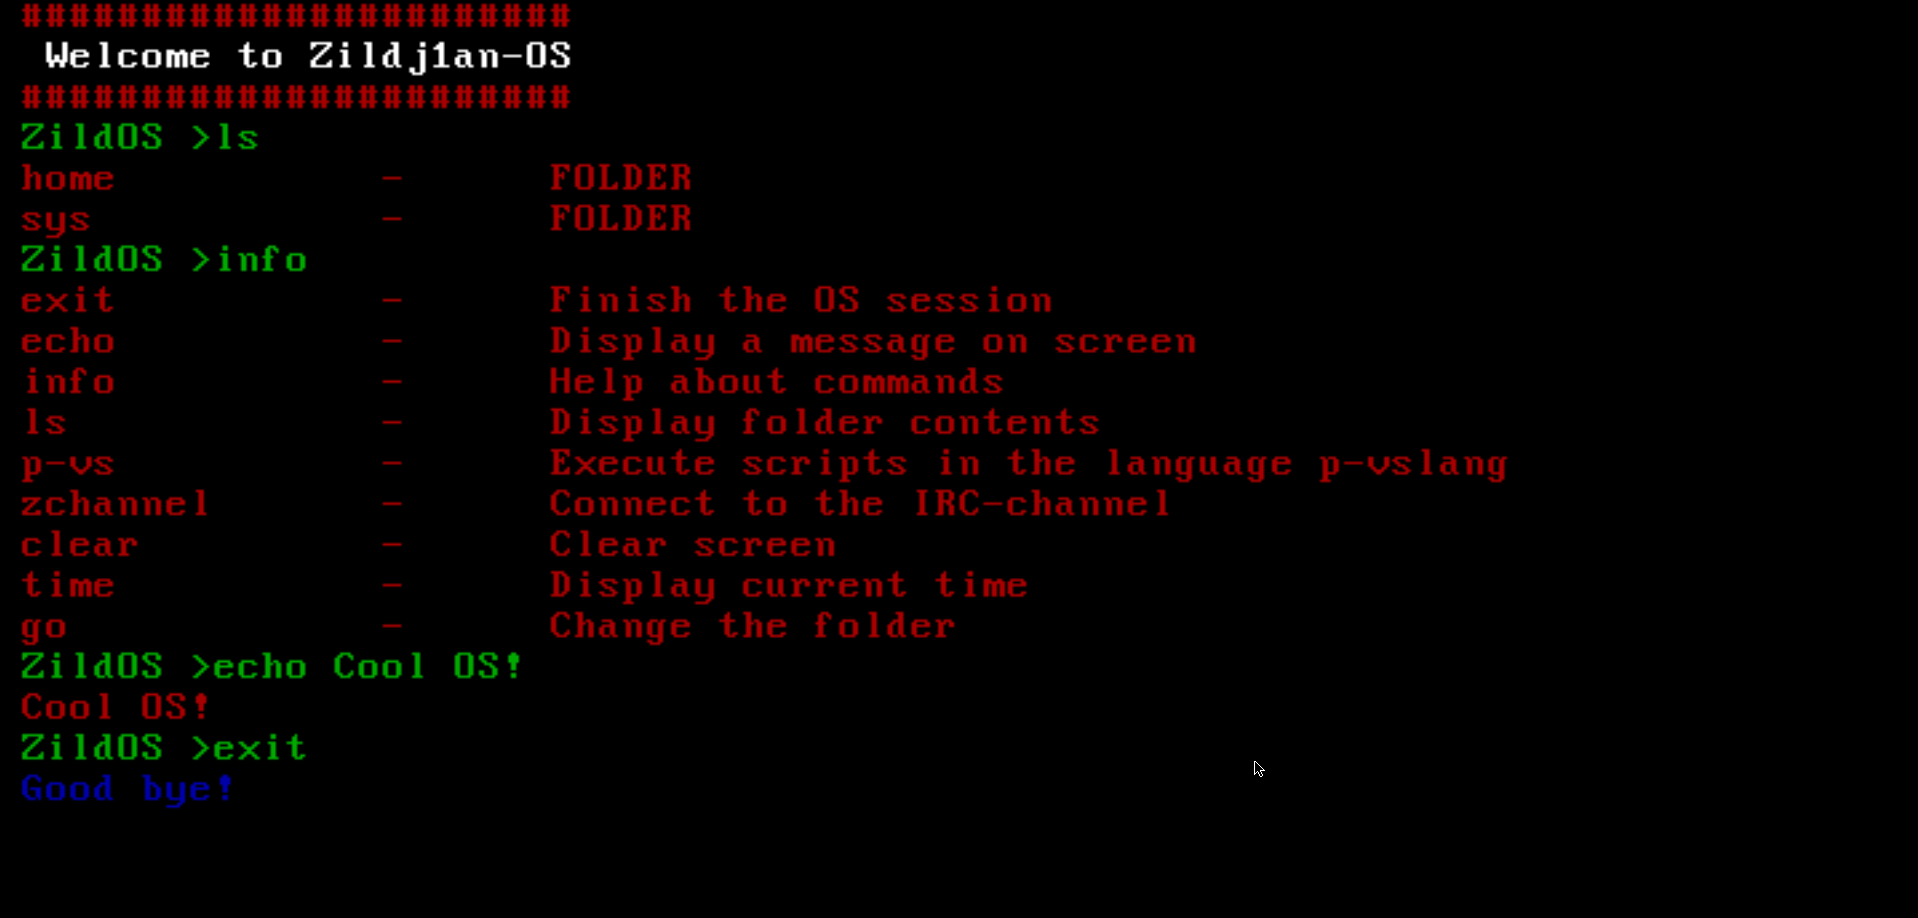 #######################
Welcome to Zildj1an-OS
#######################
ZildOS >ls
home - FOLDER
sys - FOLDER
ZildOS >info
exit - Finish the OS session
echo - Display a message on screen
info - Help about commands
ls - Display folder contents
p-vs - Execute scripts in the language p-vslang
zchannel - Connect to the IRC-channel
clear - Clear screen
time - Display current time
go - Change the folder
ZildOS >echo Cool OS!
Cool OS!
ZildOS >exit
Good bye!